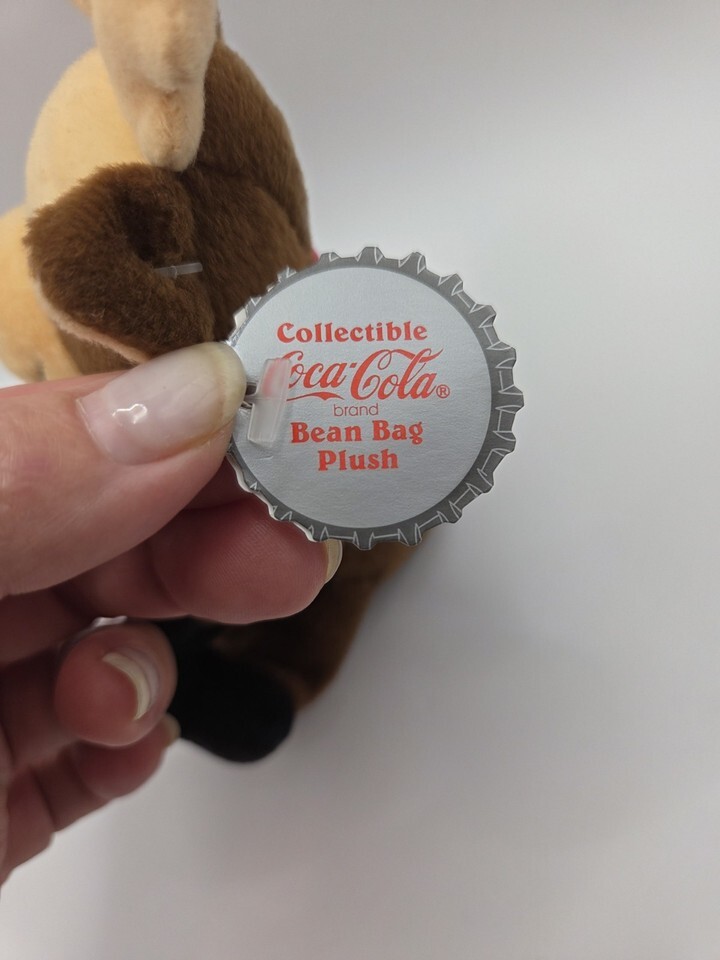 Collectible
Coca-Cola®
brand
Bean Bag
Plush